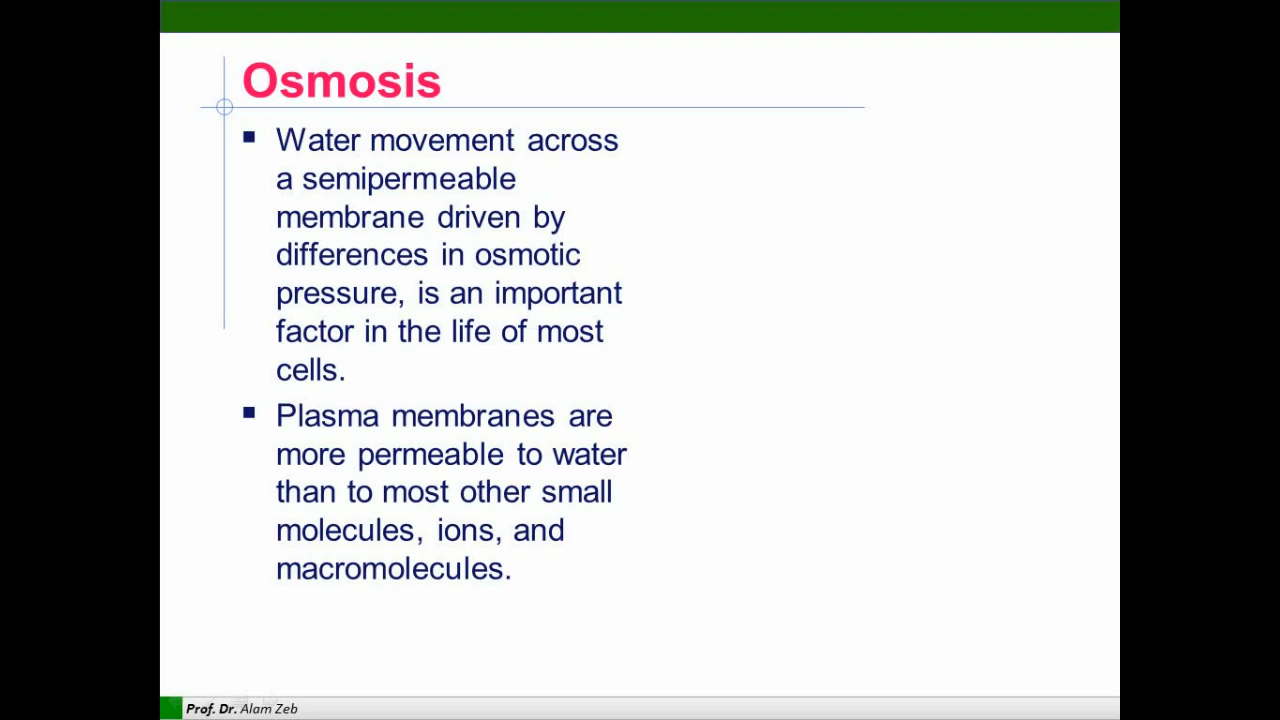 Osmosis
Water movement across
a semipermeable
membrane driven by
differences in osmotic
pressure, is an important
factor in the life of most
cells.
Plasma membranes are
more permeable to water
than to most other small
molecules, ions, and
macromolecules.
Prof. Dr. Alam Zeb